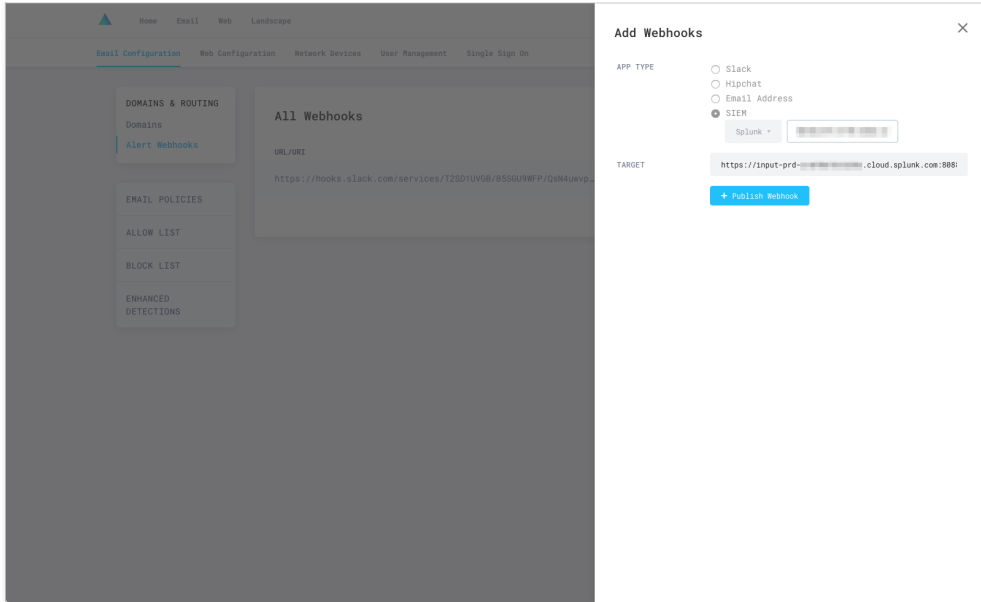 Home Email Web Landscape
Email Configuration Web Configuration Network Devices User Management Single Sign On
DOMAINS & ROUTING
Domains
Alert Webhooks
EMAIL POLICIES
ALLOW LIST
BLOCK LIST
ENHANCED
DETECTIONS
All Webhooks
URL/URI
https://hooks.slack.com/services/
Add Webhooks
APP TYPE
Slack
Hipchat
Email Address
SIEM
Splunk
TARGET
https://input-prd- .cloud.splunk.com:808
+ Publish Webhook